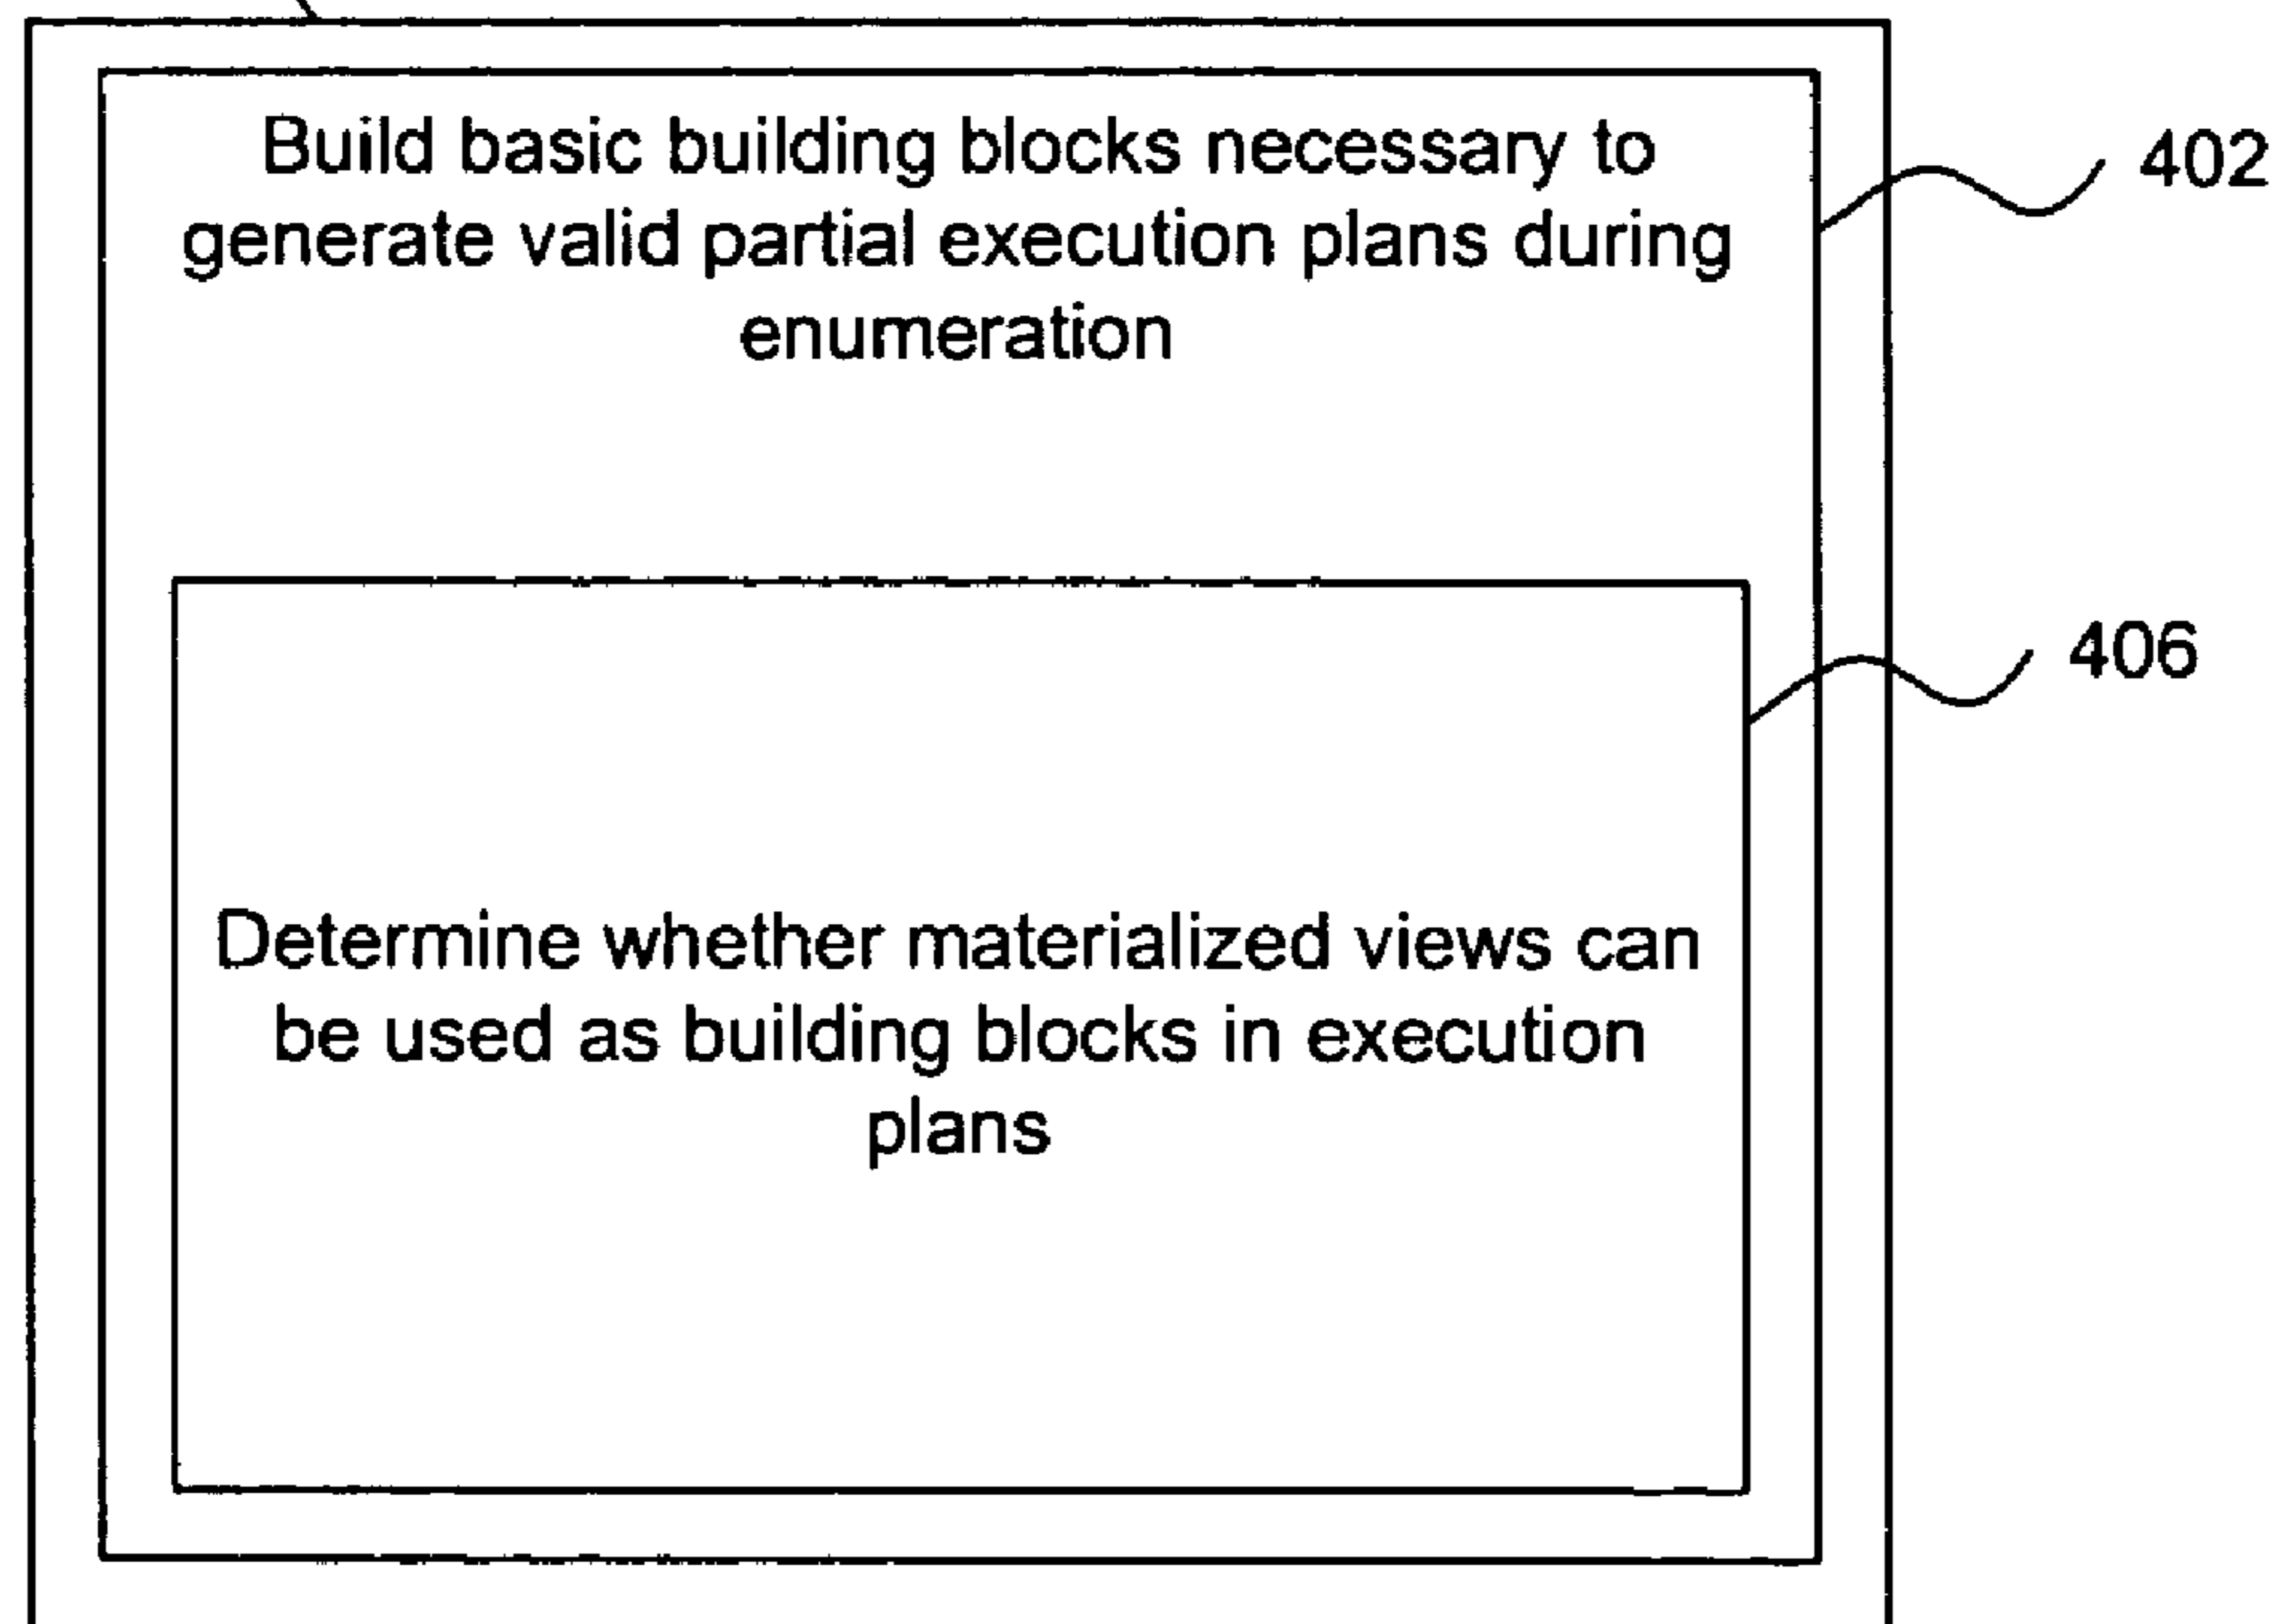 Build basic building blocks necessary to
generate valid partial execution plans during
enumeration
402
406
Determine whether materialized views can
be used as building blocks in execution
plans